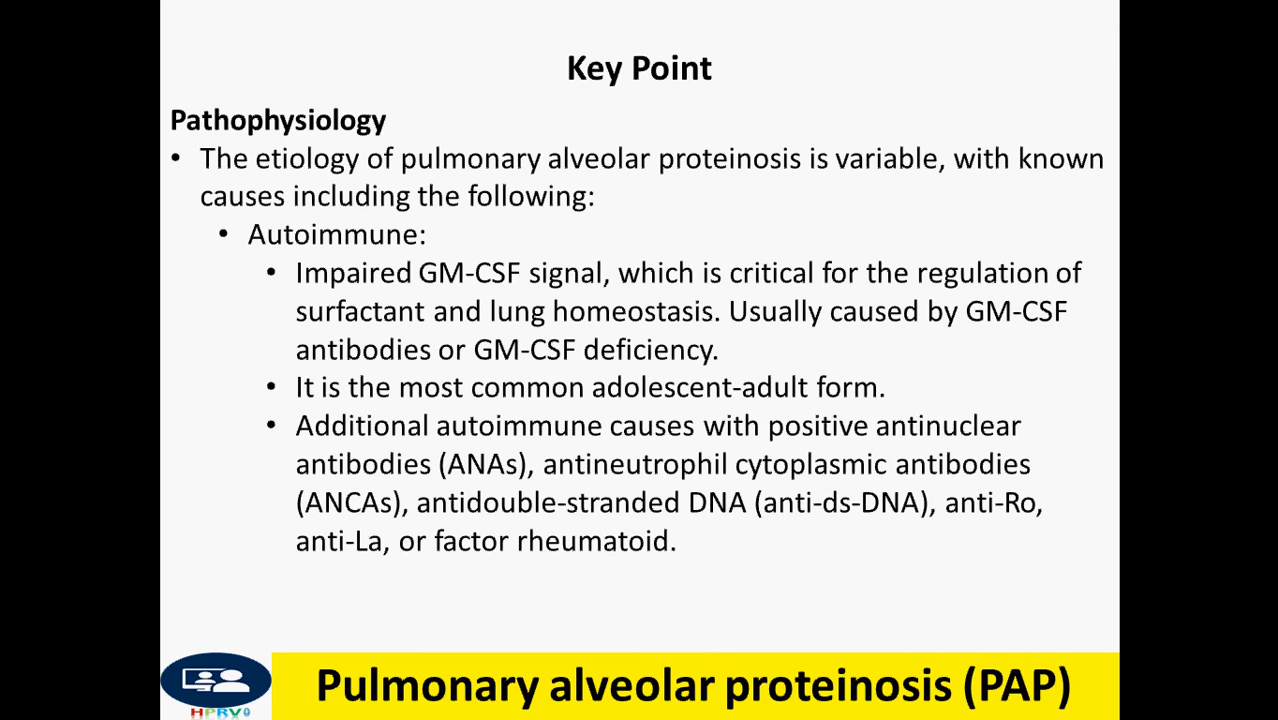 Key Point
Pathophysiology
• The etiology of pulmonary alveolar proteinosis is variable, with known
causes including the following:
• Autoimmune:
• Impaired GM-CSF signal, which is critical for the regulation of
surfactant and lung homeostasis. Usually caused by GM-CSF
antibodies or GM-CSF deficiency.
• It is the most common adolescent-adult form.
• Additional autoimmune causes with positive antinuclear
antibodies (ANAs), antineutrophil cytoplasmic antibodies
(ANCAs), antidouble-stranded DNA (anti-ds-DNA), anti-Ro,
anti-La, or factor rheumatoid.
Pulmonary alveolar proteinosis (PAP)